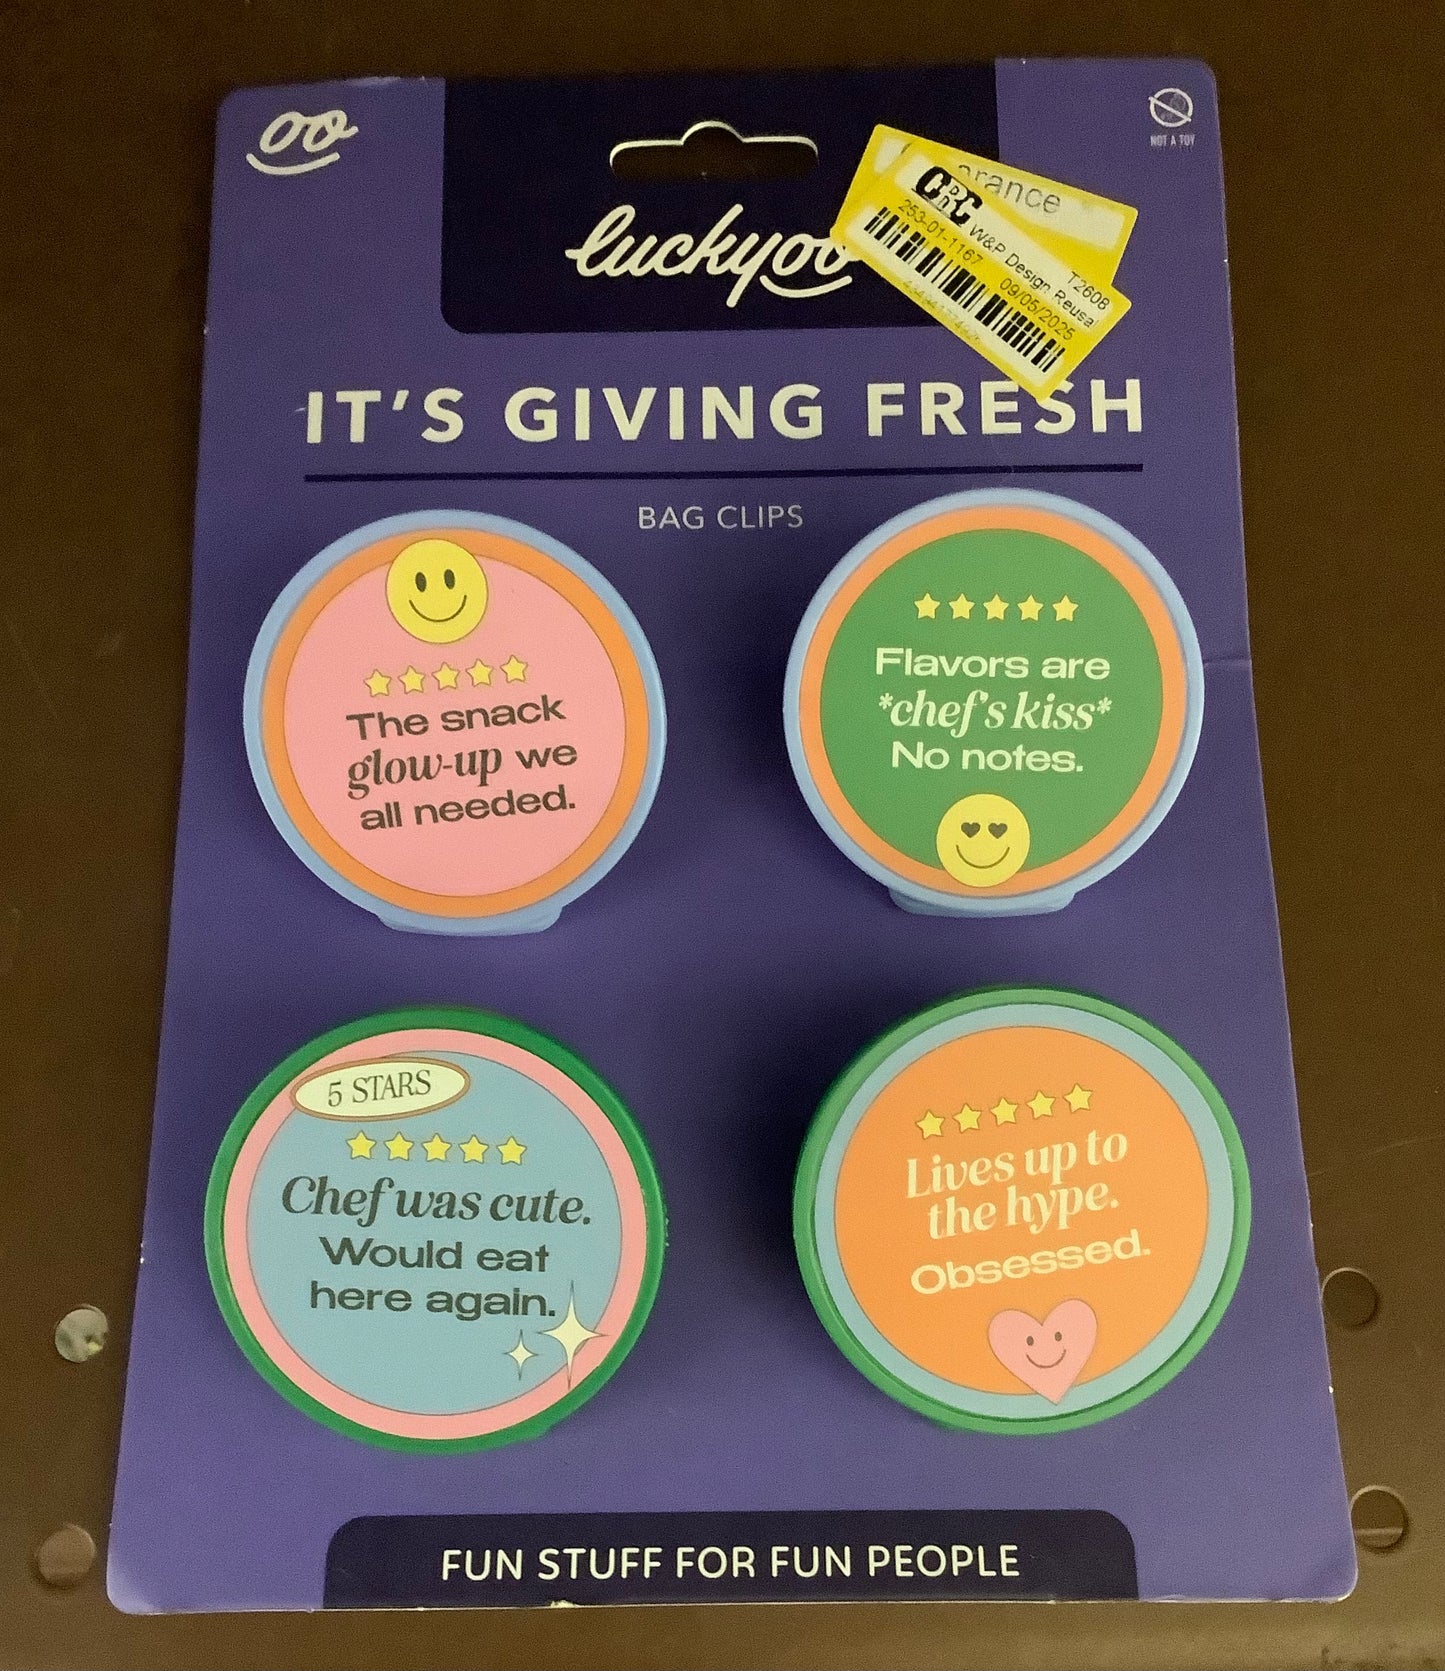 oo
NOT A TOY
luckyoo
CRC
W&P Design Reusa
T2608
253-01-1167
09/05/2025
IT'S GIVING FRESH
BAG CLIPS
The snack
glow-up we
all needed.
Flavors are
*chef's kiss*
No notes.
5 STARS
Chef was cute.
Would eat
here again.
Lives up to
the hype.
Obsessed.
FUN STUFF FOR FUN PEOPLE